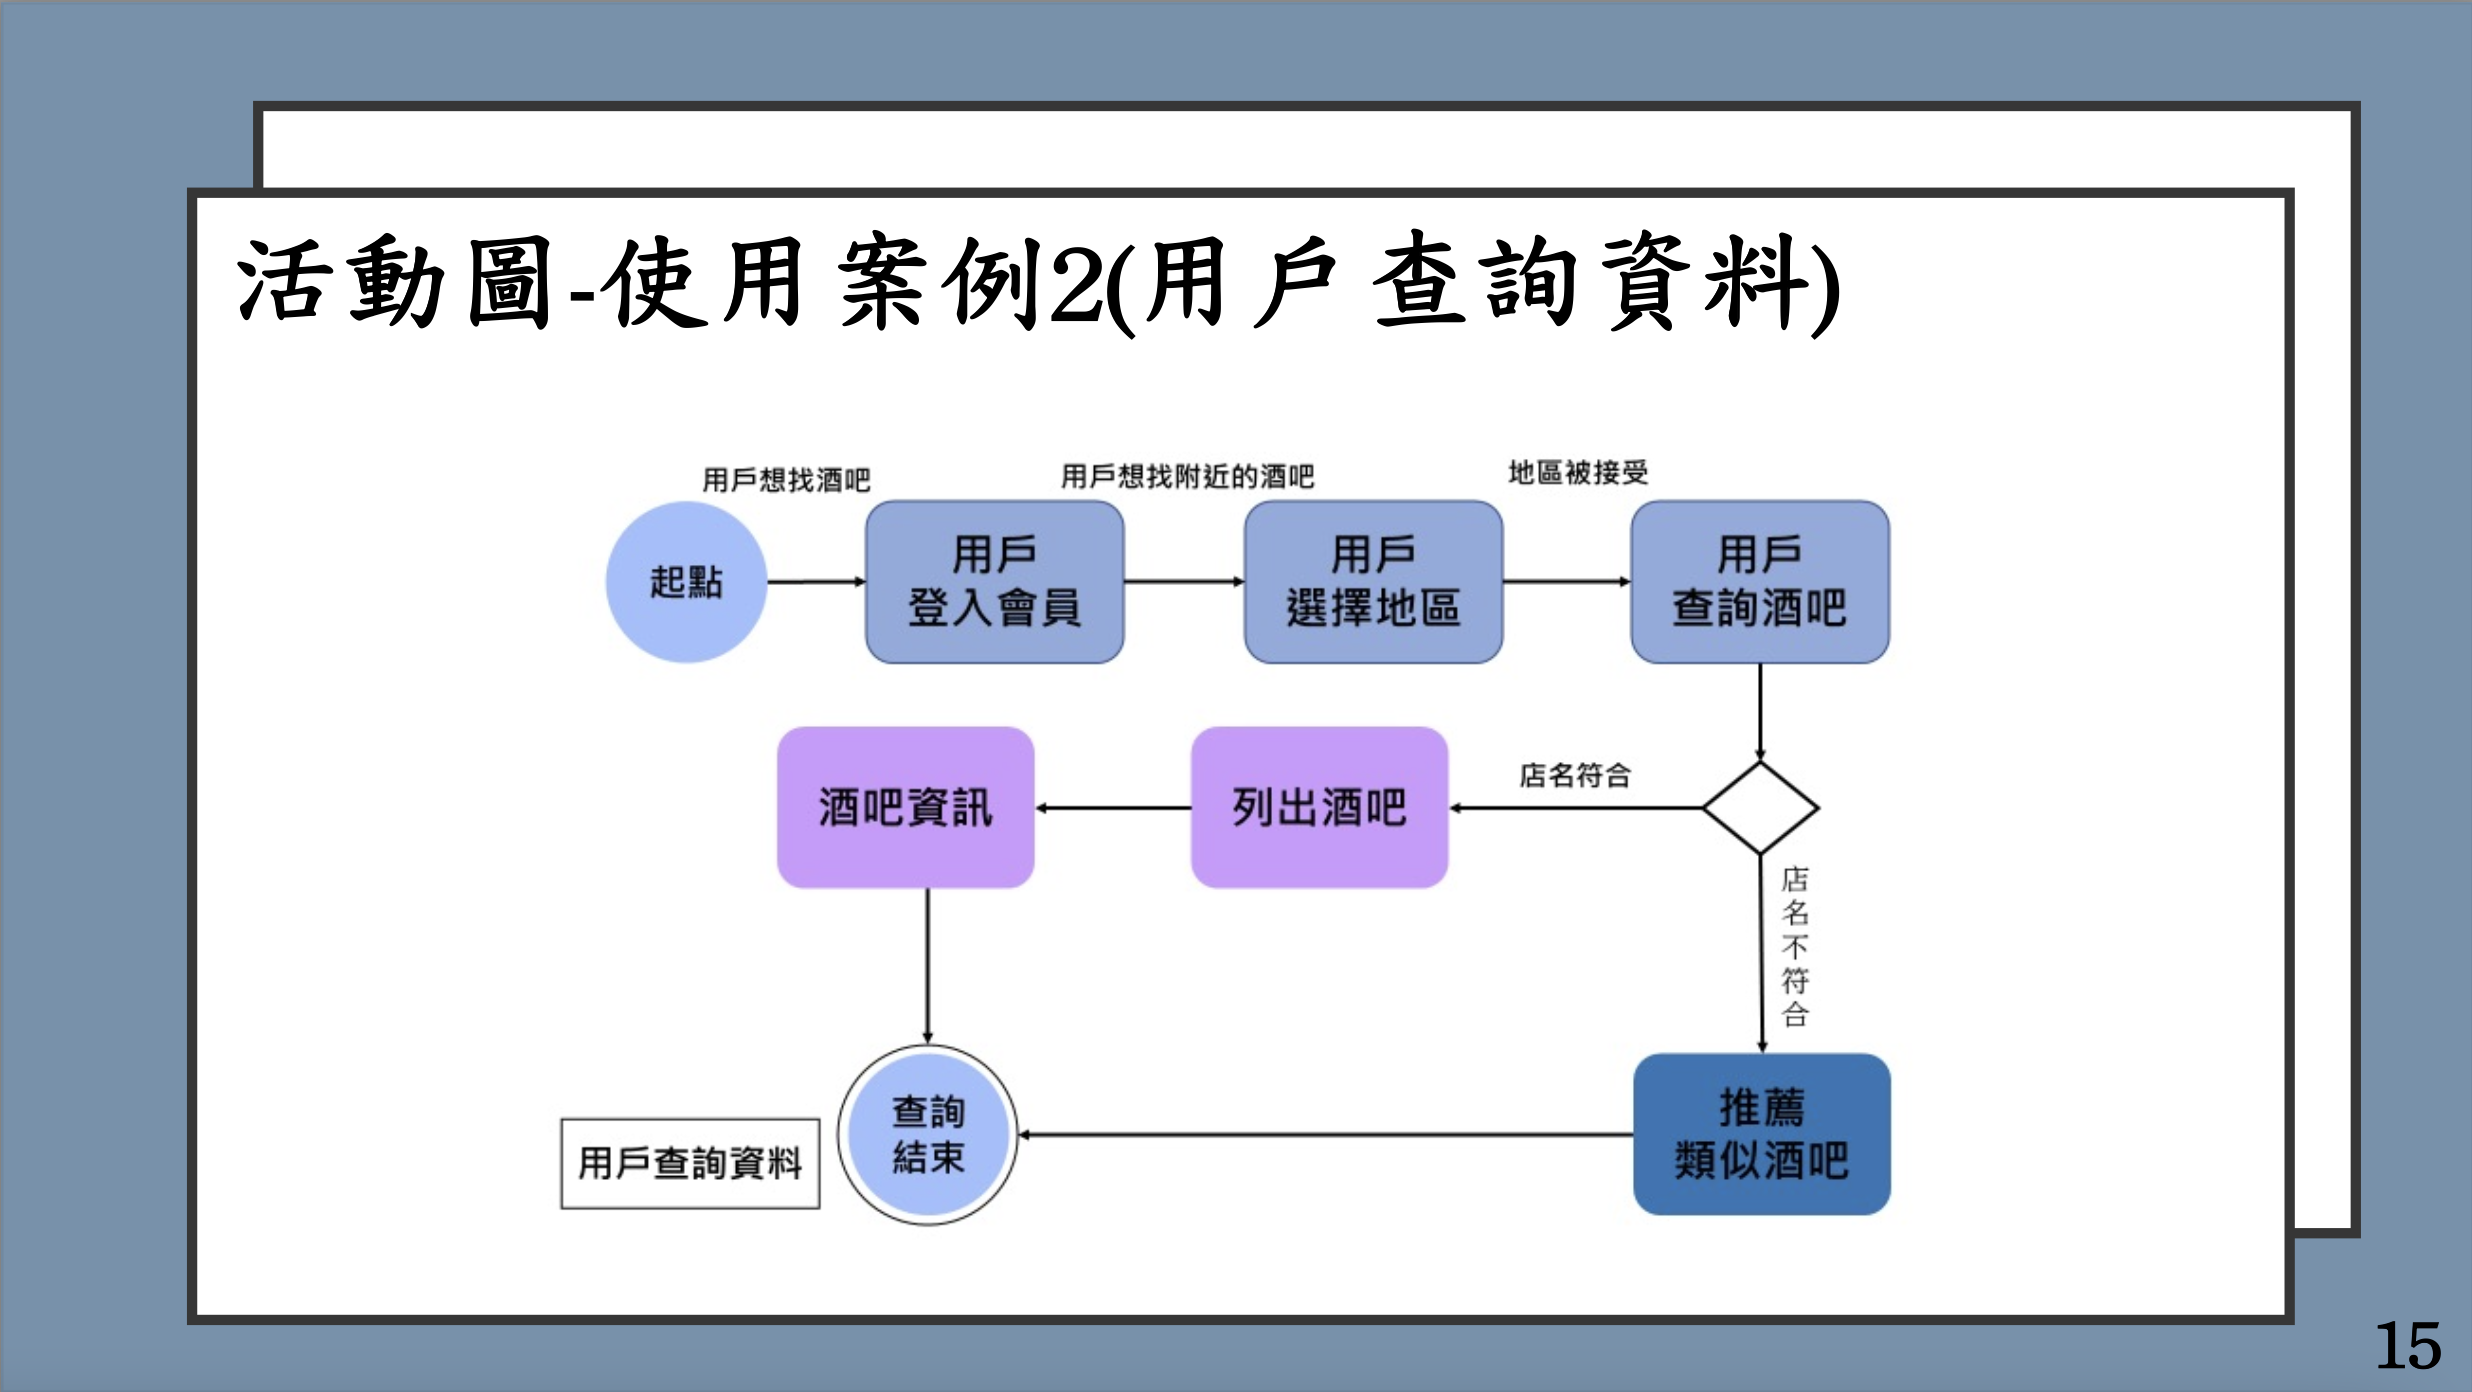 活動圖-使用案例2(用戶查詢資料)
用戶想找酒吧
用戶想找附近的酒吧
地區被接受
起點
用戶
登入會員
用戶
選擇地區
用戶
查詢酒吧
酒吧資訊
列出酒吧
店名符合
店名不符合
查詢
結束
用戶查詢資料
推薦
類似酒吧
15